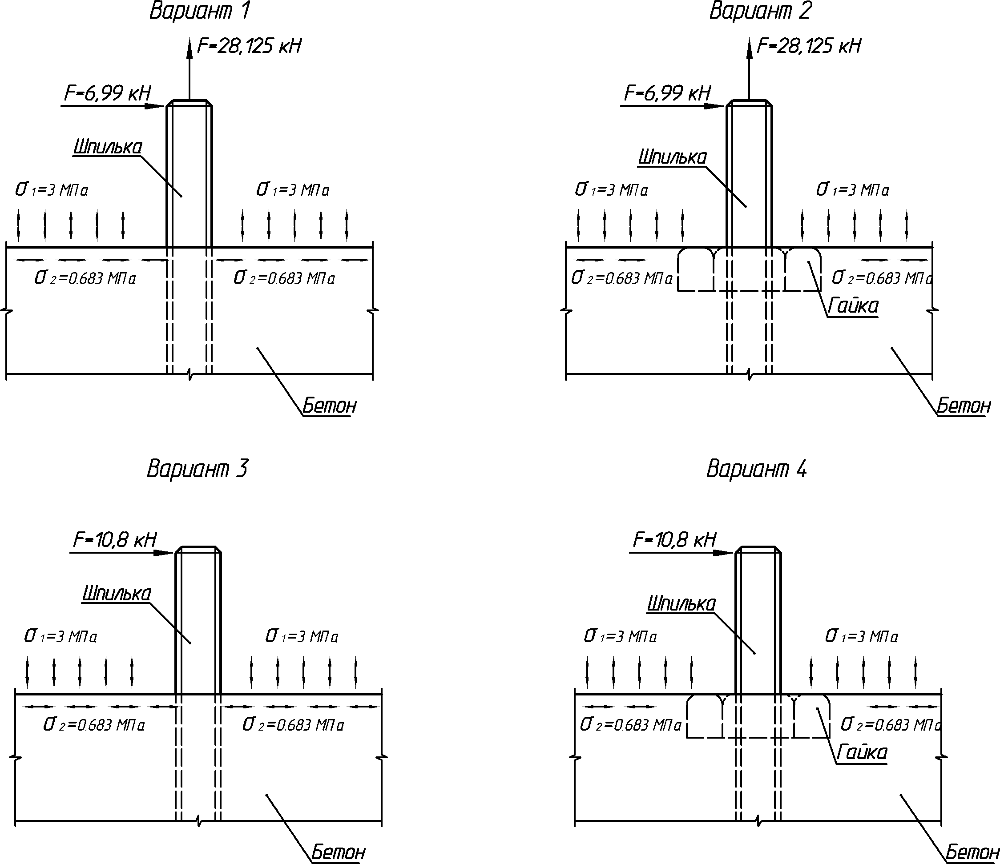 Вариант 1
F=28,125 кН
F=6,99 кН
Шпилька
σ 1=3 МПа
σ 1=3 МПа
σ 2=0.683 МПа
σ 2=0.683 МПа
Бетон
Вариант 2
F=28,125 кН
F=6,99 кН
Шпилька
σ 1=3 МПа
σ 1=3 МПа
σ 2=0.683 МПа
σ 2=0.683 МПа
Гайка
Бетон
Вариант 3
F=10,8 кН
Шпилька
σ 1=3 МПа
σ 1=3 МПа
σ 2=0.683 МПа
σ 2=0.683 МПа
Бетон
Вариант 4
F=10,8 кН
Шпилька
σ 1=3 МПа
σ 1=3 МПа
σ 2=0.683 МПа
σ 2=0.683 МПа
Гайка
Бетон